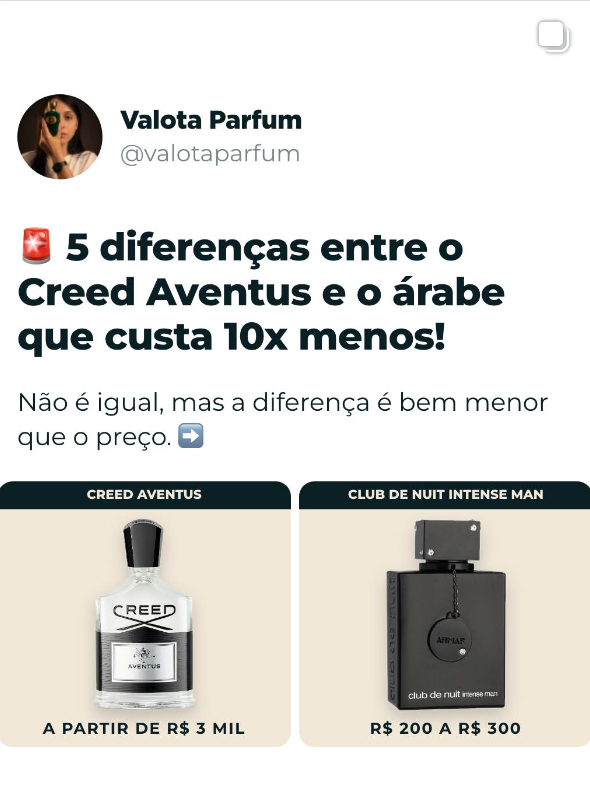 Valota Parfum
@valotaparfum
🚨 5 diferenças entre o
Creed Aventus e o árabe
que custa 10x menos!
Não é igual, mas a diferença é bem menor
que o preço. ➡️
CREED AVENTUS
CREED
AVENTUS
A PARTIR DE R$ 3 MIL
CLUB DE NUIT INTENSE MAN
ARMAF
club de nuit intense man
R$ 200 A R$ 300